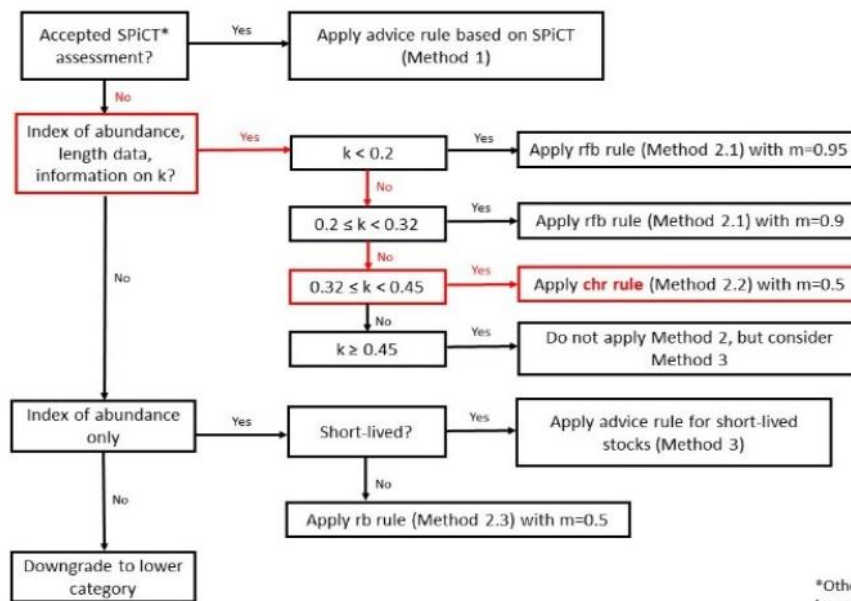 Accepted SPiCT*
assessment?
Yes
Apply advice rule based on SPiCT
(Method 1)
No
Index of abundance,
length data,
information on k?
Yes
k < 0.2
Yes
Apply rfb rule (Method 2.1) with m=0.95
No
0.2 ≤ k < 0.32
Yes
Apply rfb rule (Method 2.1) with m=0.9
No
No
0.32 ≤ k < 0.45
Yes
Apply chr rule (Method 2.2) with m=0.5
No
k ≥ 0.45
Yes
Do not apply Method 2, but consider
Method 3
Index of abundance
only
Yes
Short-lived?
Yes
Apply advice rule for short-lived
stocks (Method 3)
No
No
Apply rb rule (Method 2.3) with m=0.5
Downgrade to lower
category